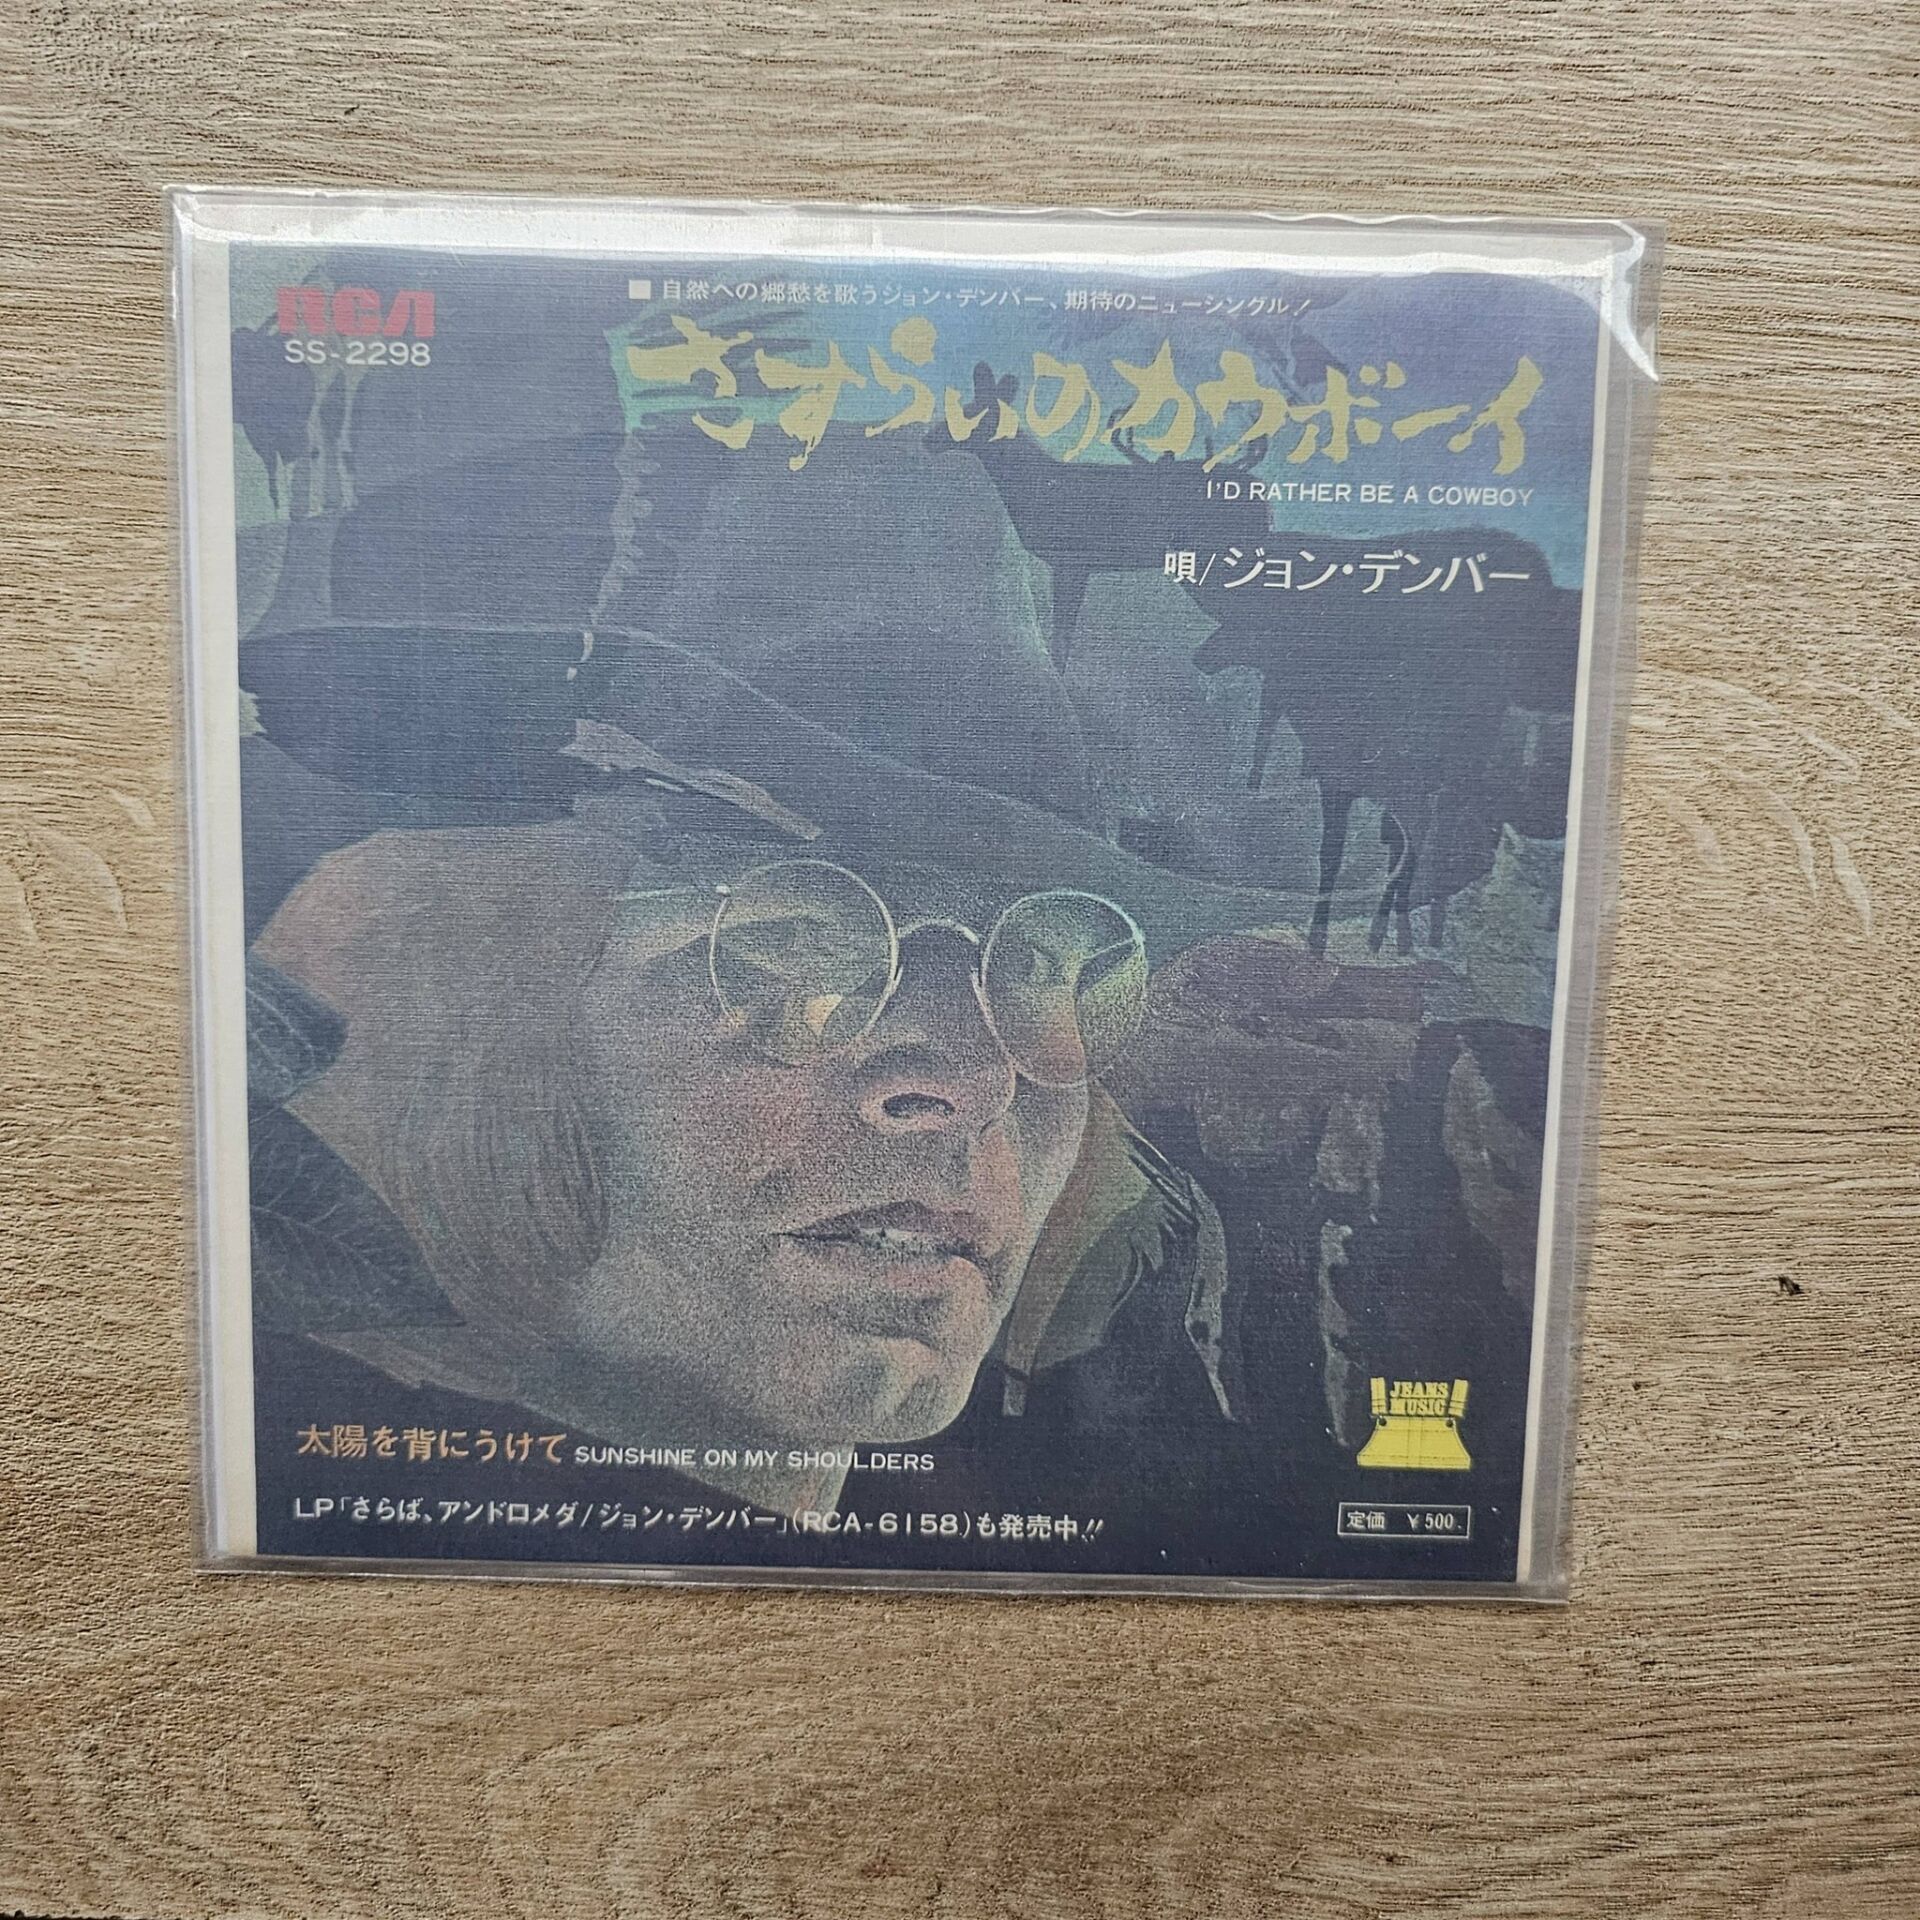 RCA
SS-2298
■ 自然への郷愁を歌うジョン・デンバー、期待のニューシングル!
さすらいのカウボーイ
I'D RATHER BE A COWBOY
唄/ジョン・デンバー
JEANS
MUSIC
太陽を背にうけて SUNSHINE ON MY SHOULDERS
LP「さらば、アンドロメダ/ジョン・デンバー」(RCA-6158)も発売中!!
定価 ¥500.